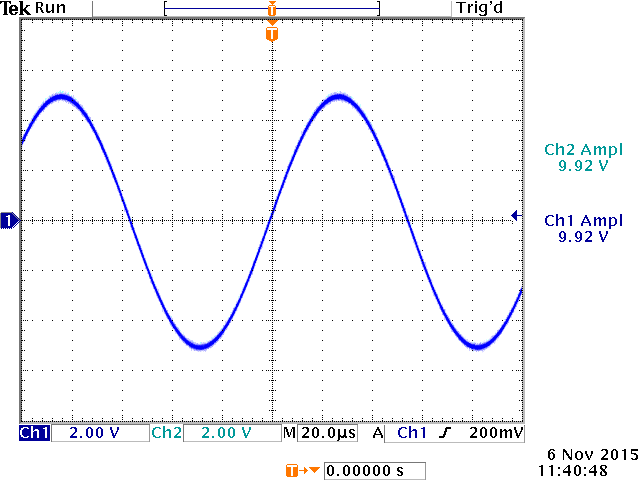 Tek Run Trig'd
T
T
Ch2 Ampl
9.92 V
1
Ch1 Ampl
9.92 V
Ch1 2.00 V Ch2 2.00 V M 20.0µs A Ch1 200mV
6 Nov 2015
T 0.00000 s 11:40:48